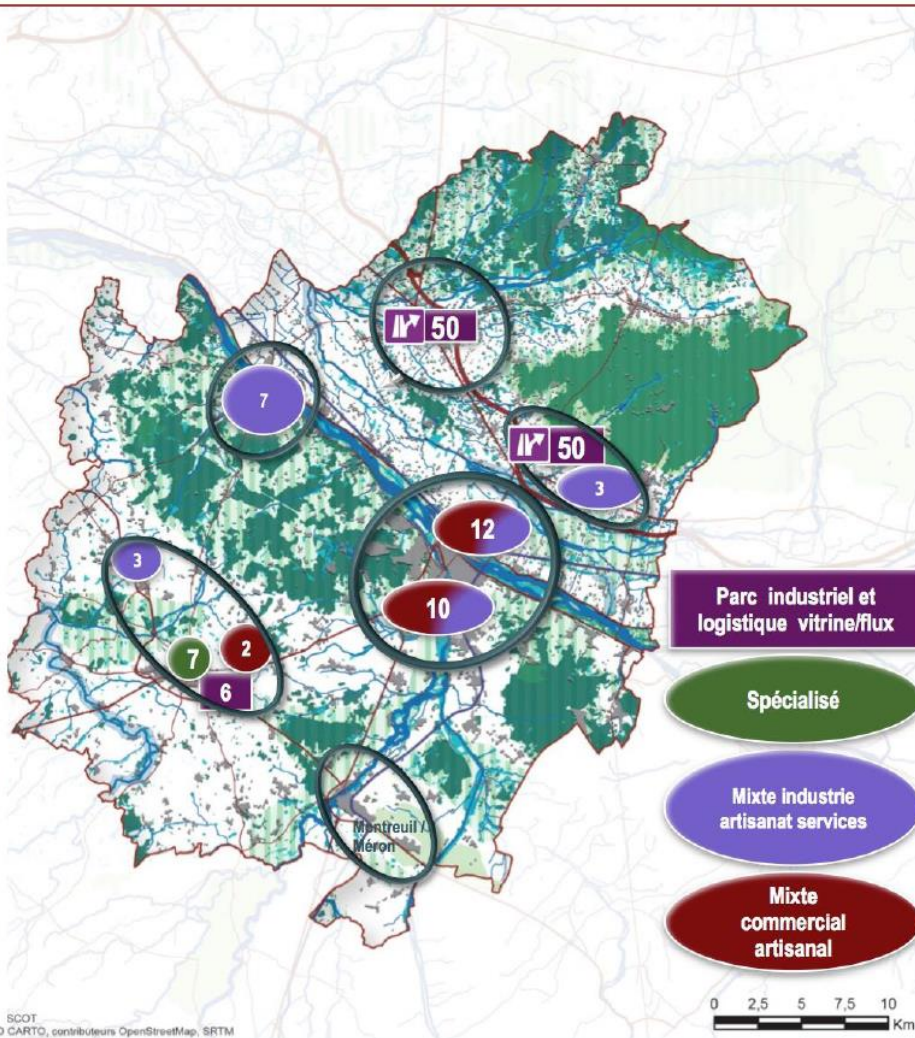 50
7
50
3
12
3
10
7
2
6
Montreuil /
Méron
Parc industriel et
logistique vitrine/flux
Spécialisé
Mixte industrie
artisanat services
Mixte
commercial
artisanal
0 2,5 5 7,5 10
Km
SCOT
CARTO, contributeurs OpenStreetMap, SRTM